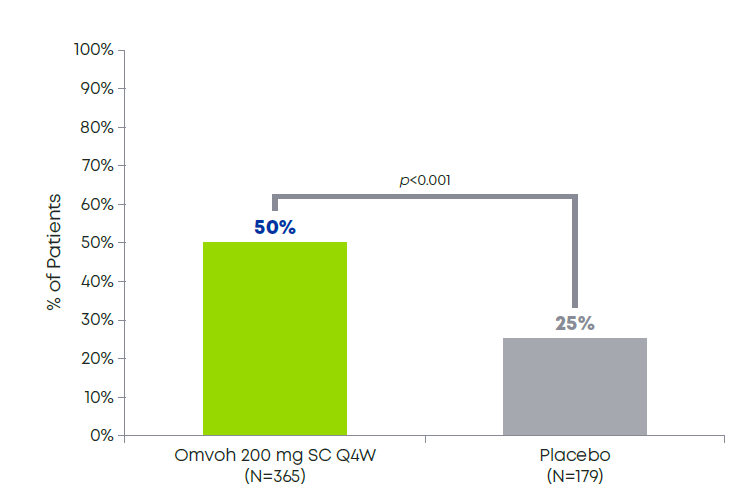 100%
90%
80%
70%
60%
50%
40%
30%
20%
10%
0%
% of Patients
p<0.001
50%
25%
Omvoh 200 mg SC Q4W
(N=365)
Placebo
(N=179)